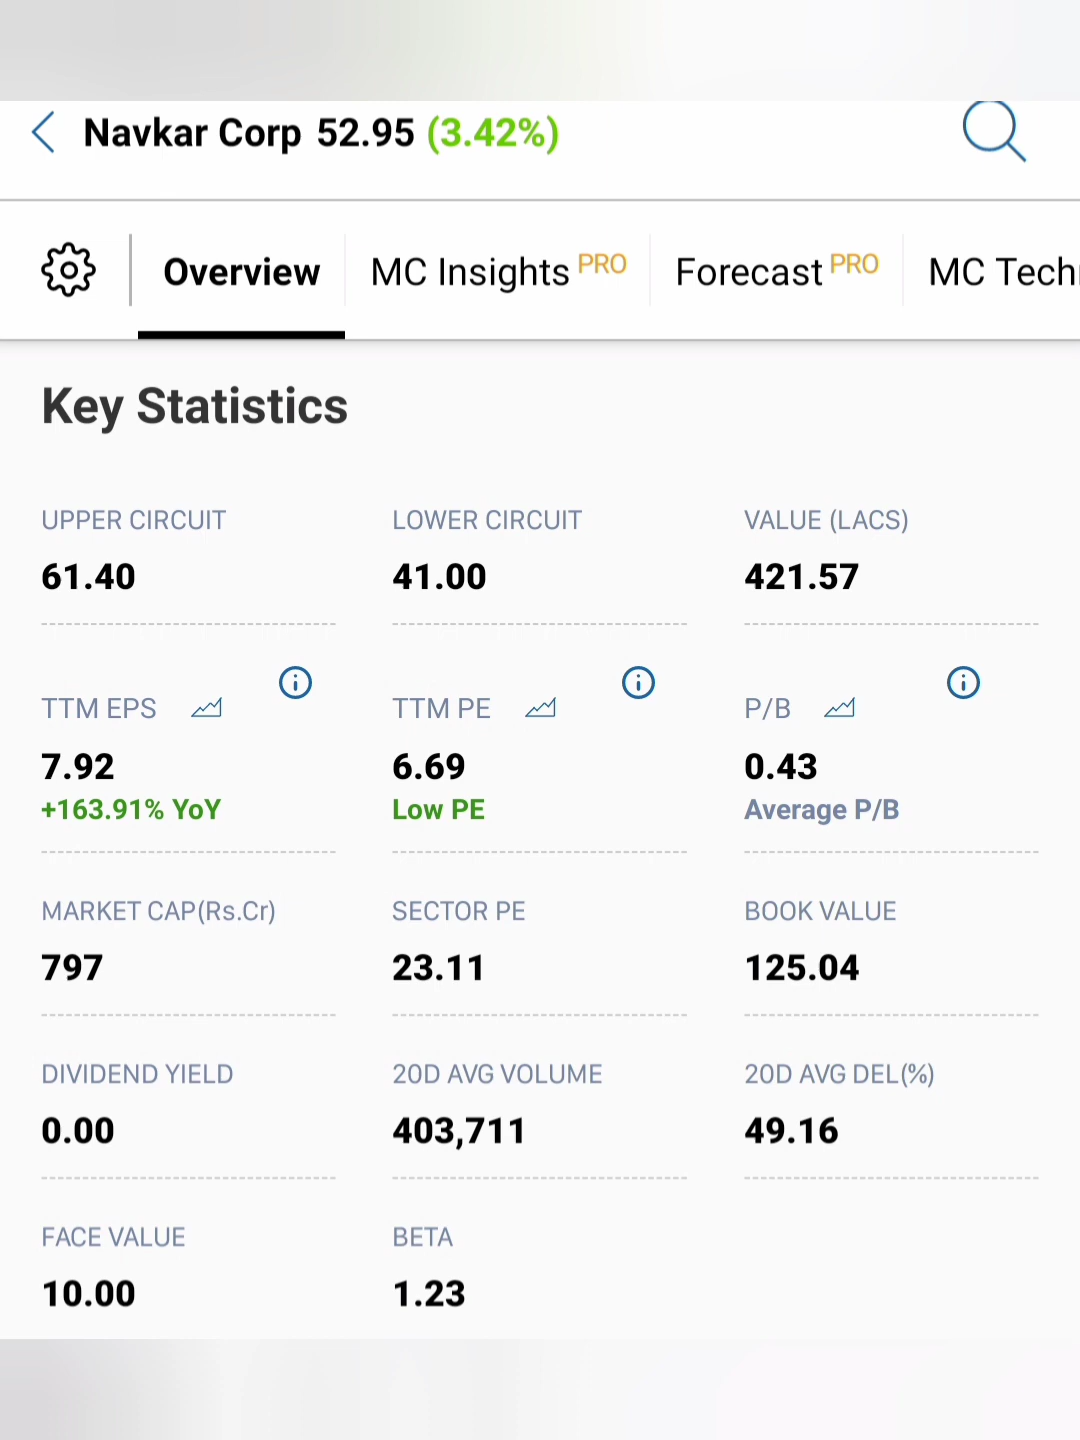 Navkar Corp 52.95 (3.42%)
Overview MC Insights PRO Forecast PRO MC Tech
Key Statistics
UPPER CIRCUIT LOWER CIRCUIT VALUE (LACS)
61.40 41.00 421.57
TTM EPS TTM PE P/B
7.92 6.69 0.43
+163.91% YoY Low PE Average P/B
MARKET CAP(Rs.Cr) SECTOR PE BOOK VALUE
797 23.11 125.04
DIVIDEND YIELD 20D AVG VOLUME 20D AVG DEL(%)
0.00 403,711 49.16
FACE VALUE BETA
10.00 1.23